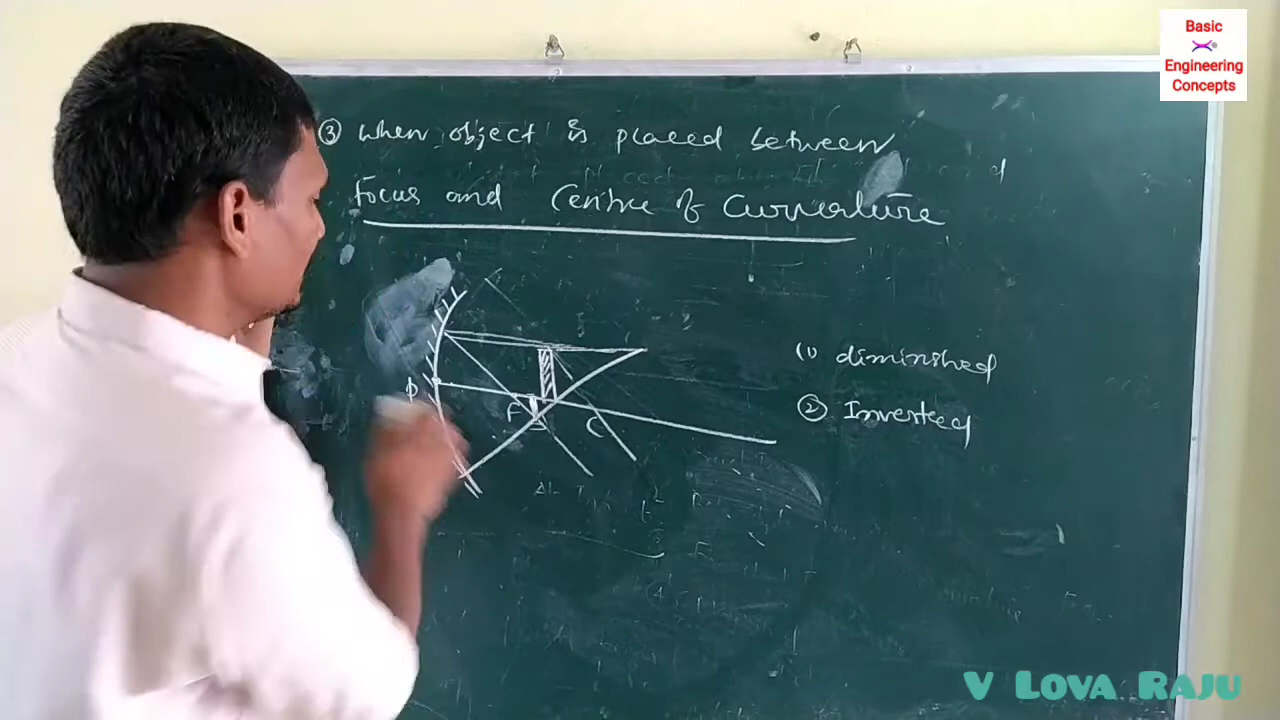 Basic
Engineering
Concepts
③ When object is placed between
Focus and Centre of Curvature
P
F
C
(1) diminished
② Inverted
V Lova Raju